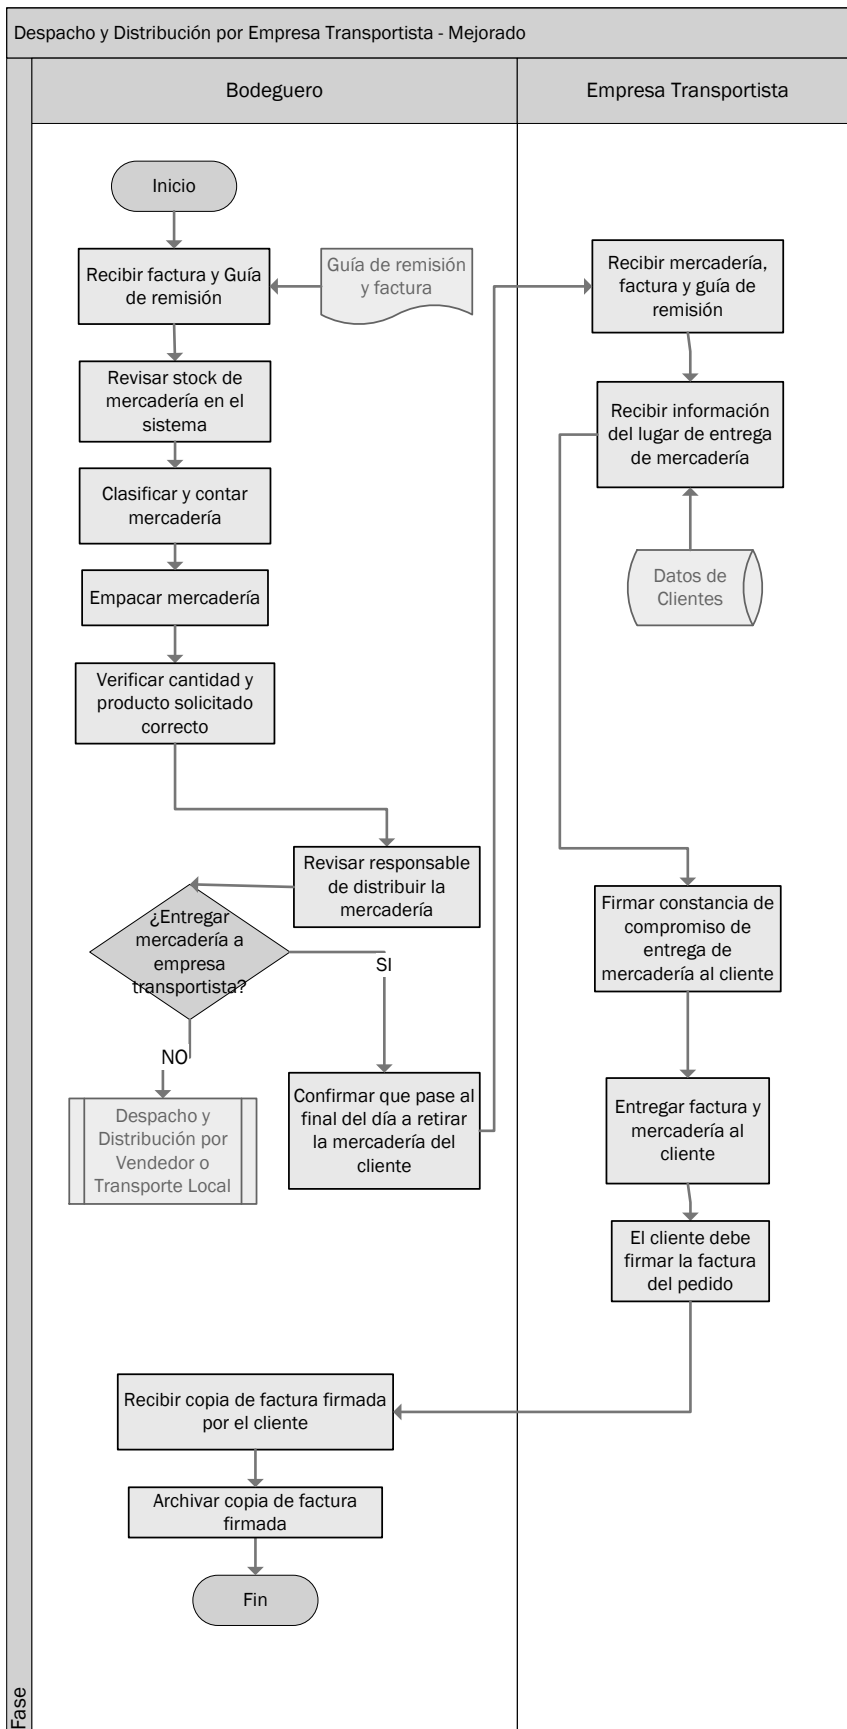 Despacho y Distribución por Empresa Transportista - Mejorado
Bodeguero
Empresa Transportista
Inicio
Recibir factura y Guía
de remisión
Guía de remisión
y factura
Recibir mercadería,
factura y guía de
remisión
Revisar stock de
mercadería en el
sistema
Recibir información
del lugar de entrega
de mercadería
Clasificar y contar
mercadería
Datos de
Clientes
Empacar mercadería
Verificar cantidad y
producto solicitado
correcto
Revisar responsable
de distribuir la
mercadería
¿Entregar
mercadería a
empresa
transportista?
SI
NO
Firmar constancia de
compromiso de
entrega de
mercadería al cliente
Despacho y
Distribución por
Vendedor o
Transporte Local
Confirmar que pase al
final del día a retirar
la mercadería del
cliente
Entregar factura y
mercadería al
cliente
El cliente debe
firmar la factura
del pedido
Recibir copia de factura firmada
por el cliente
Archivar copia de factura
firmada
Fin
Fase